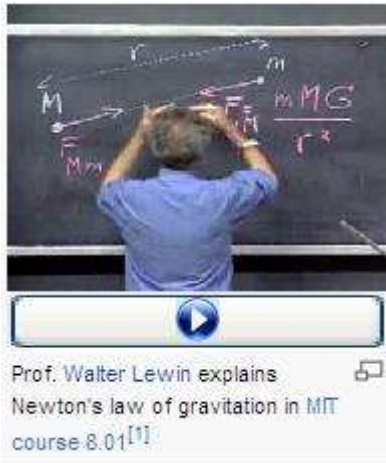 r
M m
F mMG
Mm r²
Prof. Walter Lewin explains
Newton's law of gravitation in MIT
course 8.01[1]